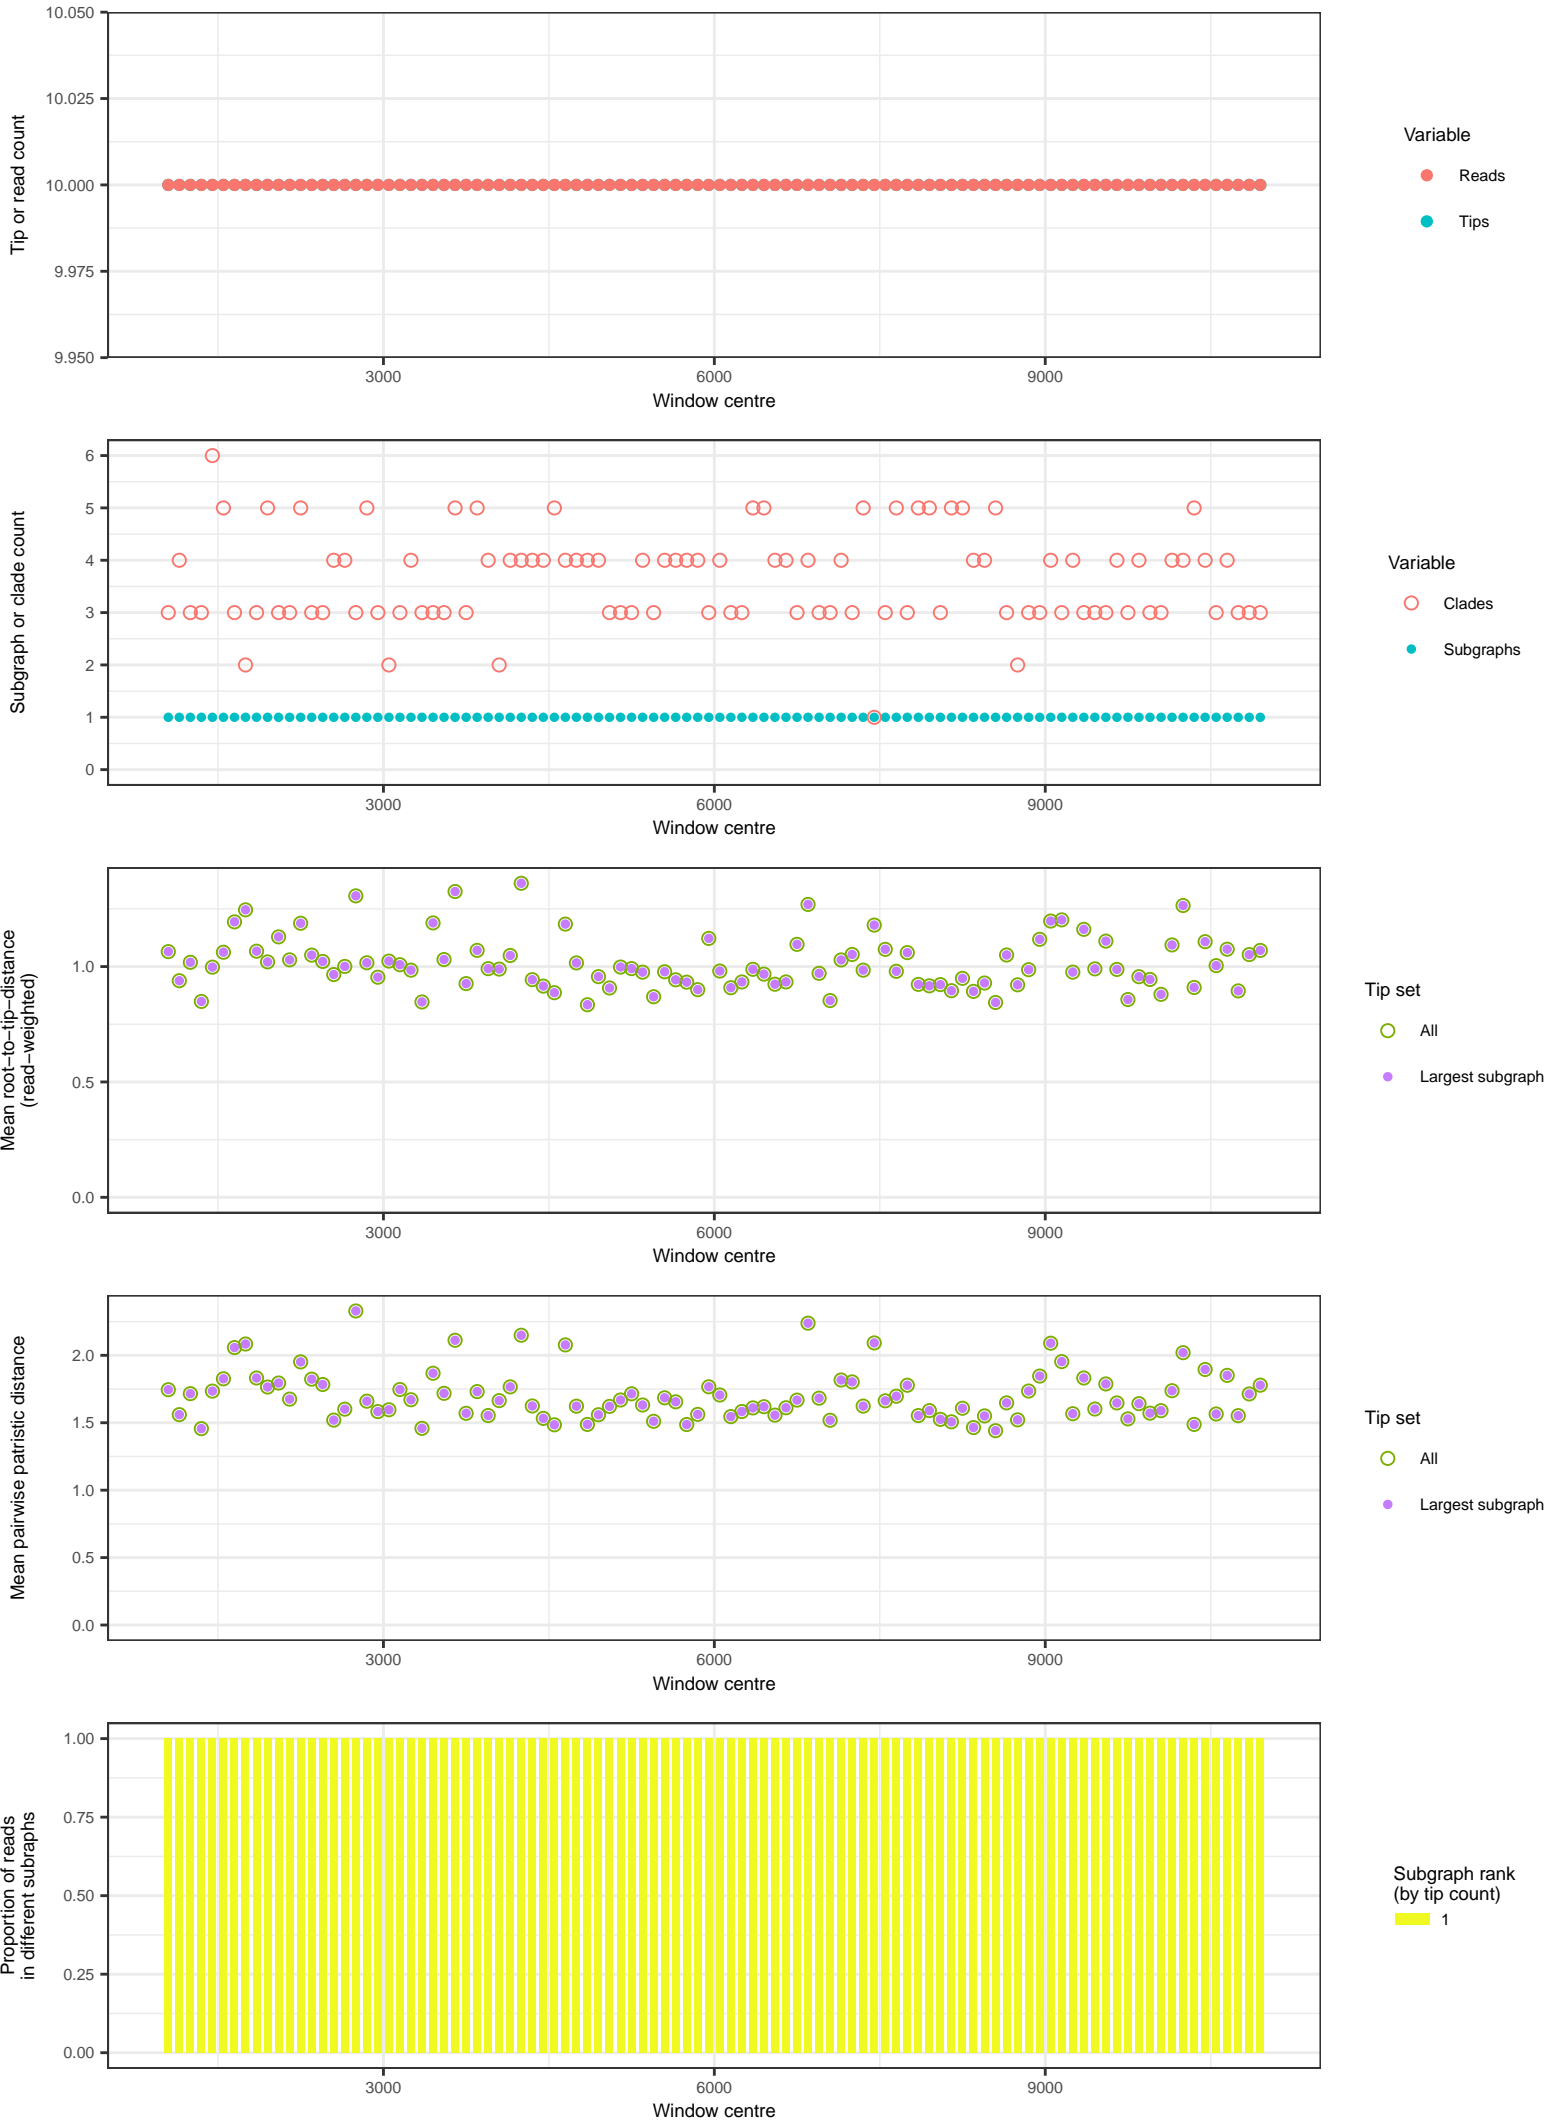 10.050
10.025
10.000
9.975
9.950
Tip or read count
3000 6000 9000
Window centre
Variable
Reads
Tips
6
5
4
3
2
1
0
Subgraph or clade count
3000 6000 9000
Window centre
Variable
Clades
Subgraphs
1.0
0.5
0.0
Mean root−to−tip−distance
(read−weighted)
3000 6000 9000
Window centre
Tip set
All
Largest subgraph
2.0
1.5
1.0
0.5
0.0
Mean pairwise patristic distance
3000 6000 9000
Window centre
Tip set
All
Largest subgraph
1.00
0.75
0.50
0.25
0.00
Proportion of reads
in different subraphs
3000 6000 9000
Window centre
Subgraph rank
(by tip count)
1